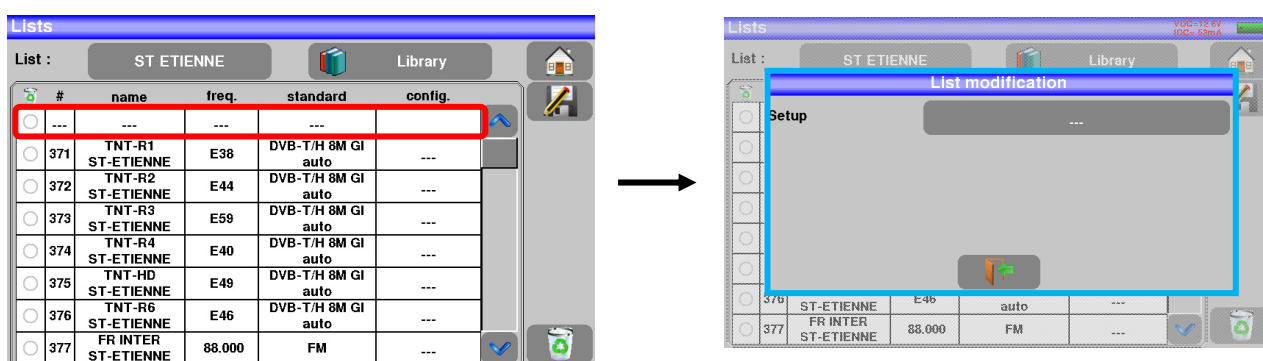 Lists
List : ST ETIENNE Library
# name freq. standard config.
--- --- --- ---
371 TNT-R1 ST-ETIENNE E38 DVB-T/H 8M GI auto ---
372 TNT-R2 ST-ETIENNE E44 DVB-T/H 8M GI auto ---
373 TNT-R3 ST-ETIENNE E59 DVB-T/H 8M GI auto ---
374 TNT-R4 ST-ETIENNE E40 DVB-T/H 8M GI auto ---
375 TNT-HD ST-ETIENNE E49 DVB-T/H 8M GI auto ---
376 TNT-R6 ST-ETIENNE E46 DVB-T/H 8M GI auto ---
377 FR INTER ST-ETIENNE 88.000 FM ---
Lists
VDC=12.6V
IDC= 53mA
List : ST ETIENNE Library
List modification
Setup ---
376 ST-ETIENNE E46 auto ---
377 FR INTER ST-ETIENNE 88.000 FM ---